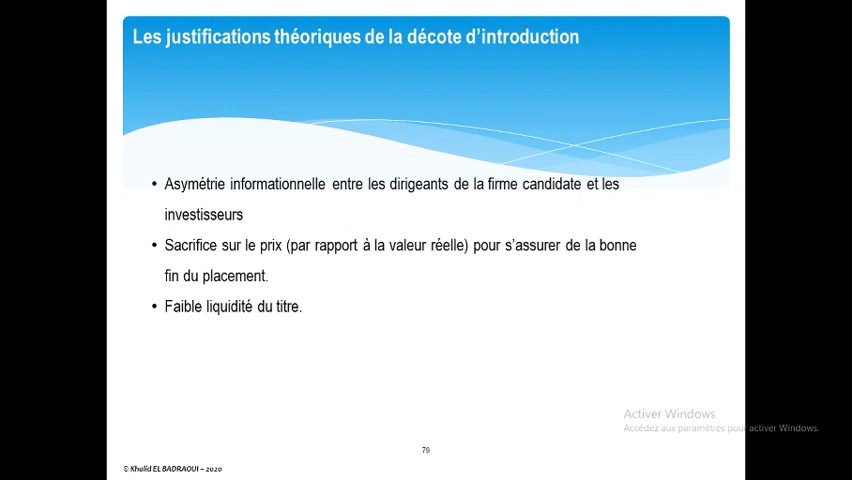 Les justifications théoriques de la décote d'introduction
• Asymétrie informationnelle entre les dirigeants de la firme candidate et les
investisseurs
• Sacrifice sur le prix (par rapport à la valeur réelle) pour s'assurer de la bonne
fin du placement.
• Faible liquidité du titre.
Activer Windows
Accédez aux paramètres pour activer Windows.
79
© Khalid EL BADRAOUI – 2020